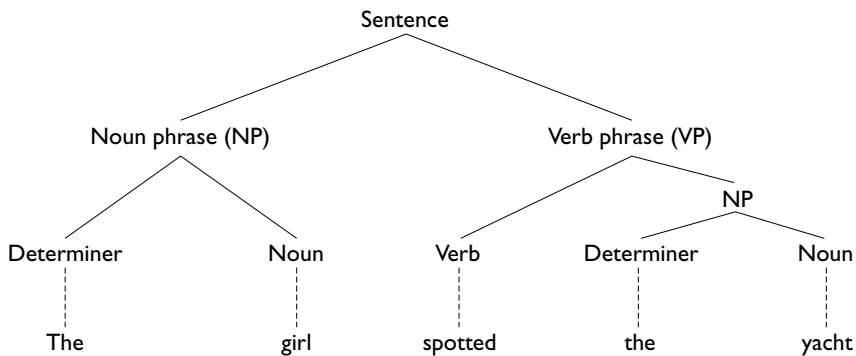 Sentence
Noun phrase (NP) Verb phrase (VP)
NP
Determiner Noun Verb Determiner Noun
The girl spotted the yacht